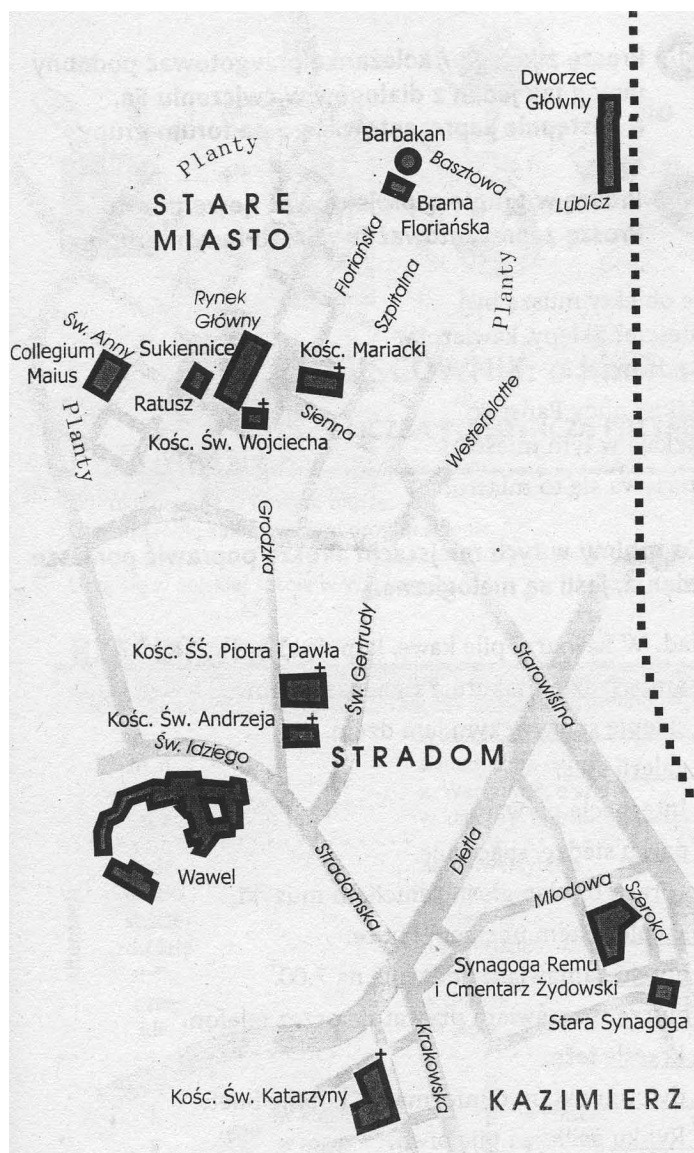 Dworzec
Główny
Barbakan
Planty
Basztowa
STARE
MIASTO
Brama
Floriańska
Lubicz
Floriańska
Szpitalna
Planty
Rynek
Główny
Św. Anny
Collegium
Maius
Sukiennice
Kośc. Mariacki
Ratusz
Sienna
Westerplatte
Planty
Kośc. Św. Wojciecha
Grodzka
Kośc. ŚŚ. Piotra i Pawła
Św. Gertrudy
Starowiślna
Kośc. Św. Andrzeja
Św. Idziego
STRADOM
Wawel
Stradomska
Dietla
Miodowa
Szeroka
Synagoga Remu
i Cmentarz Żydowski
Stara Synagoga
Krakowska
Kośc. Św. Katarzyny
KAZIMIERZ